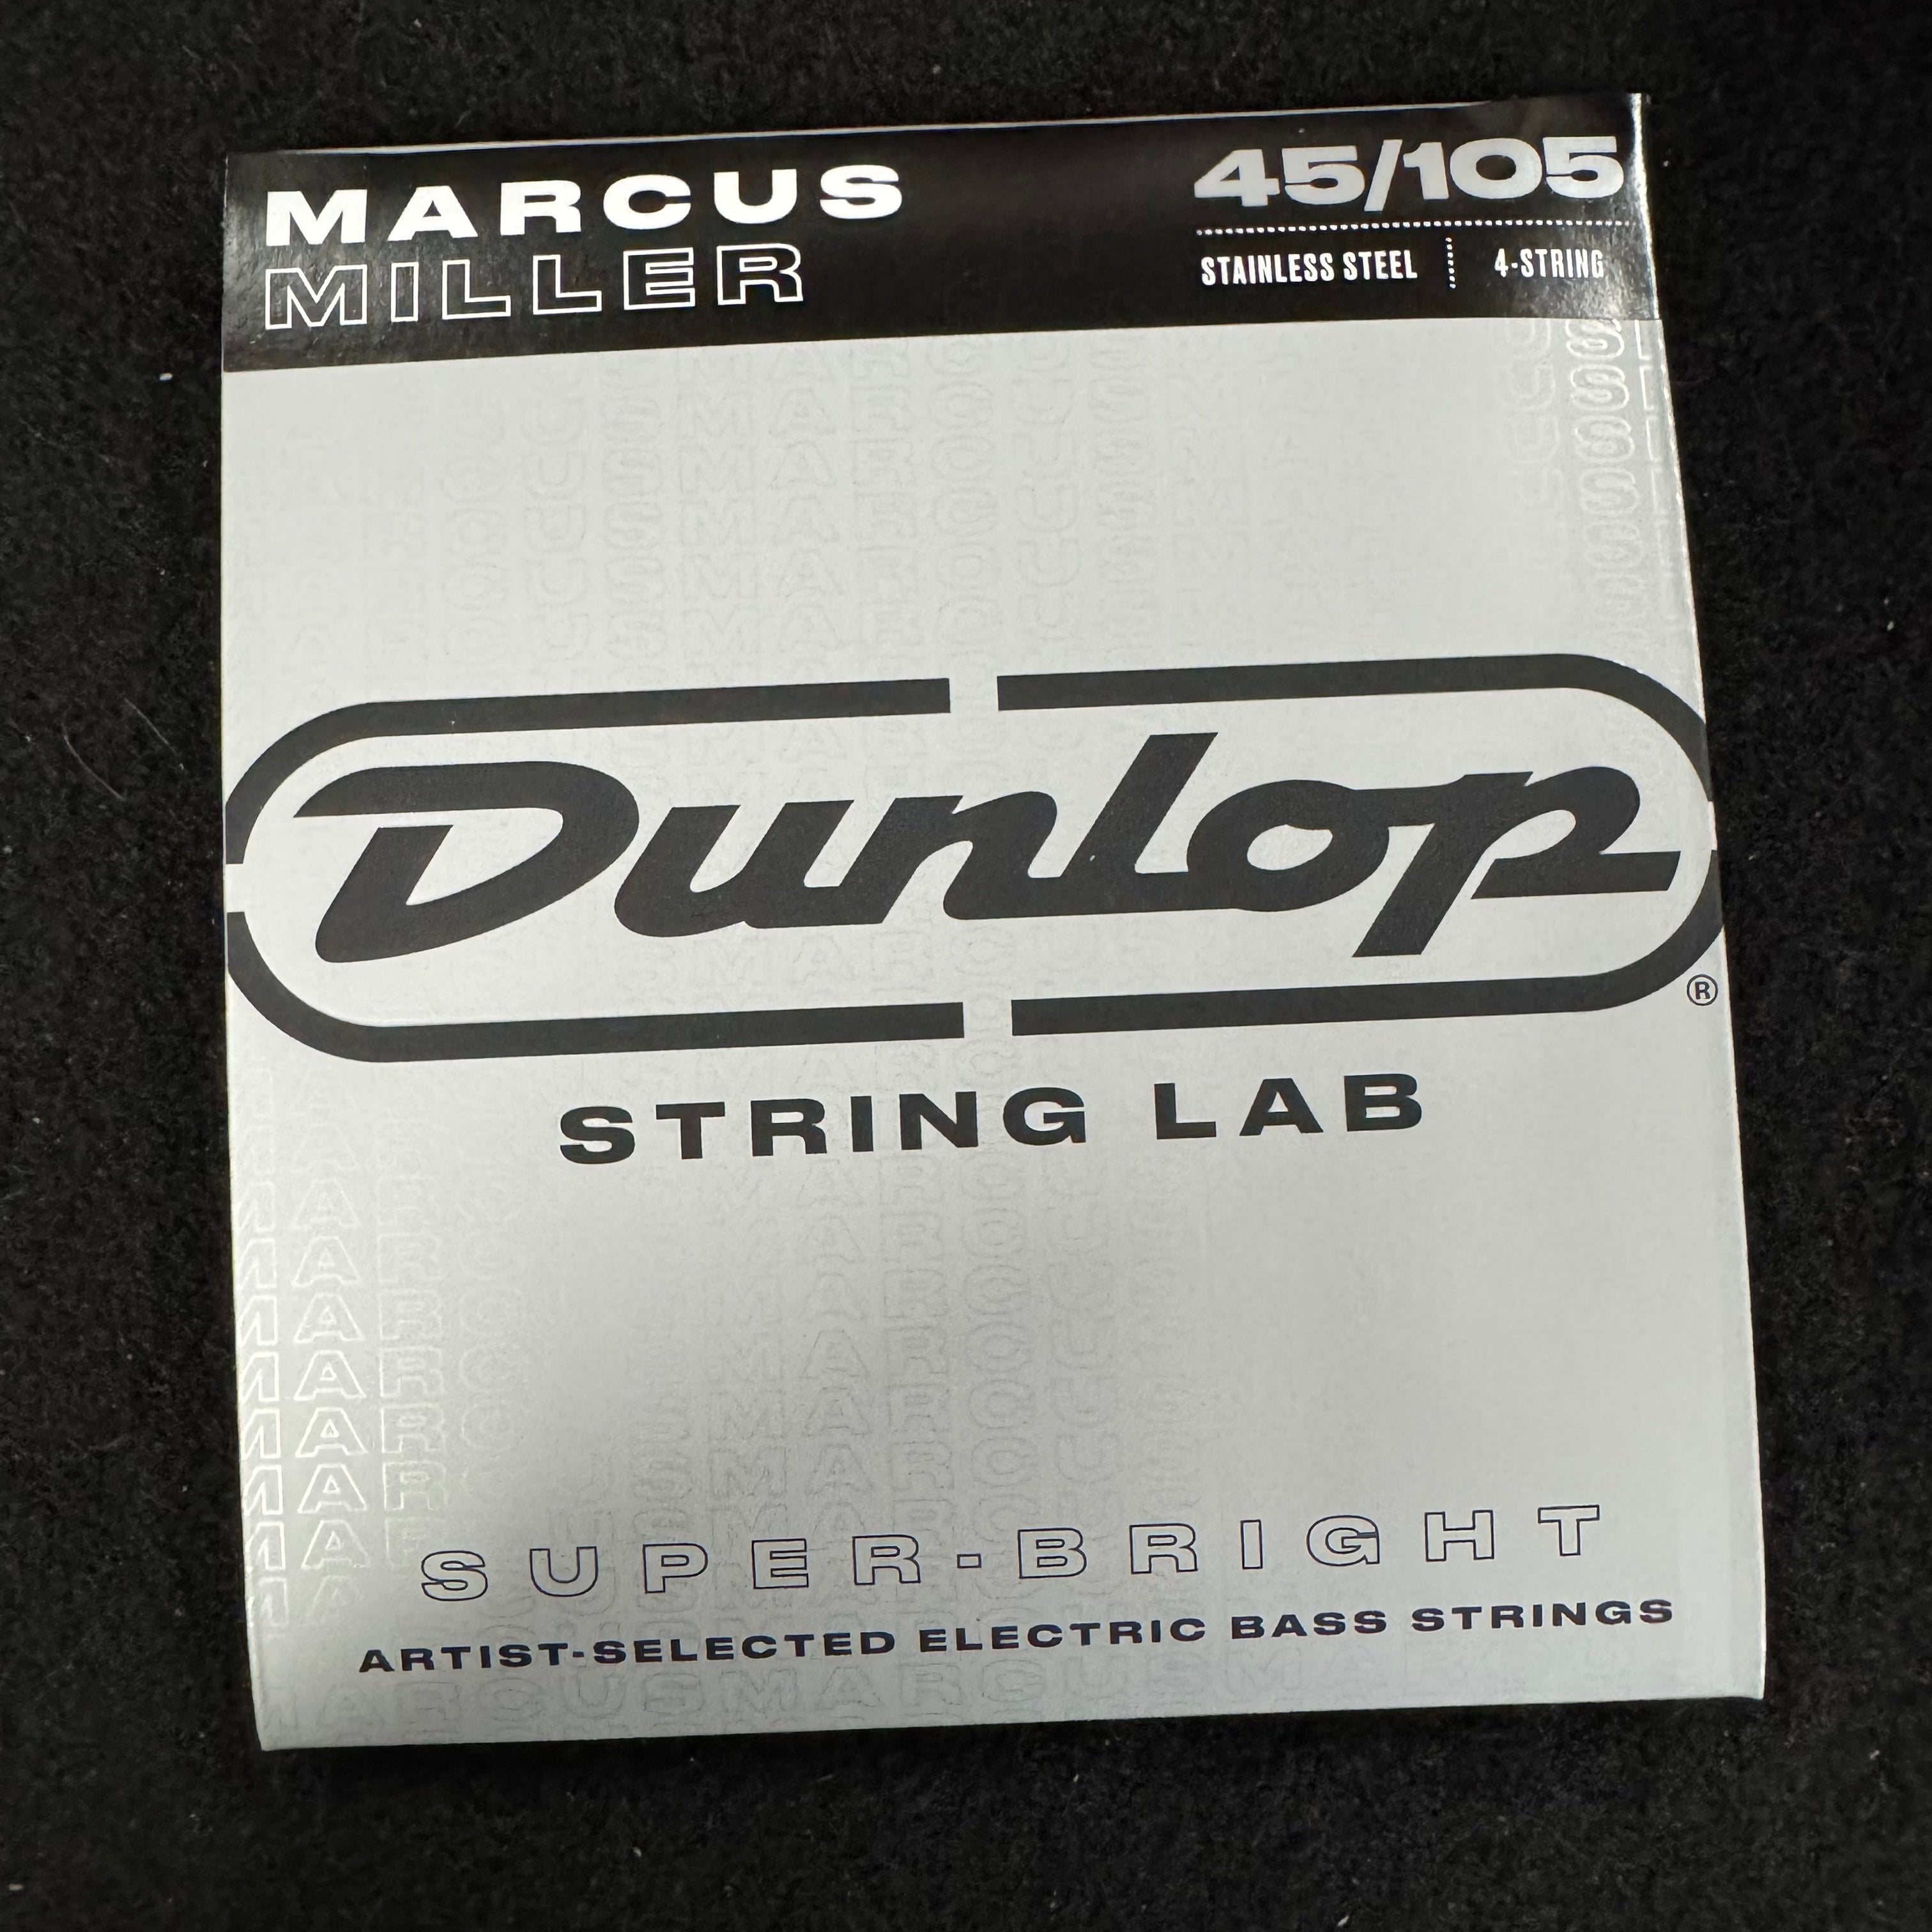 MARCUS
MILLER
45/105
STAINLESS STEEL
4-STRING
Dunlop
®
STRING LAB
SUPER-BRIGHT
ARTIST-SELECTED ELECTRIC BASS STRINGS